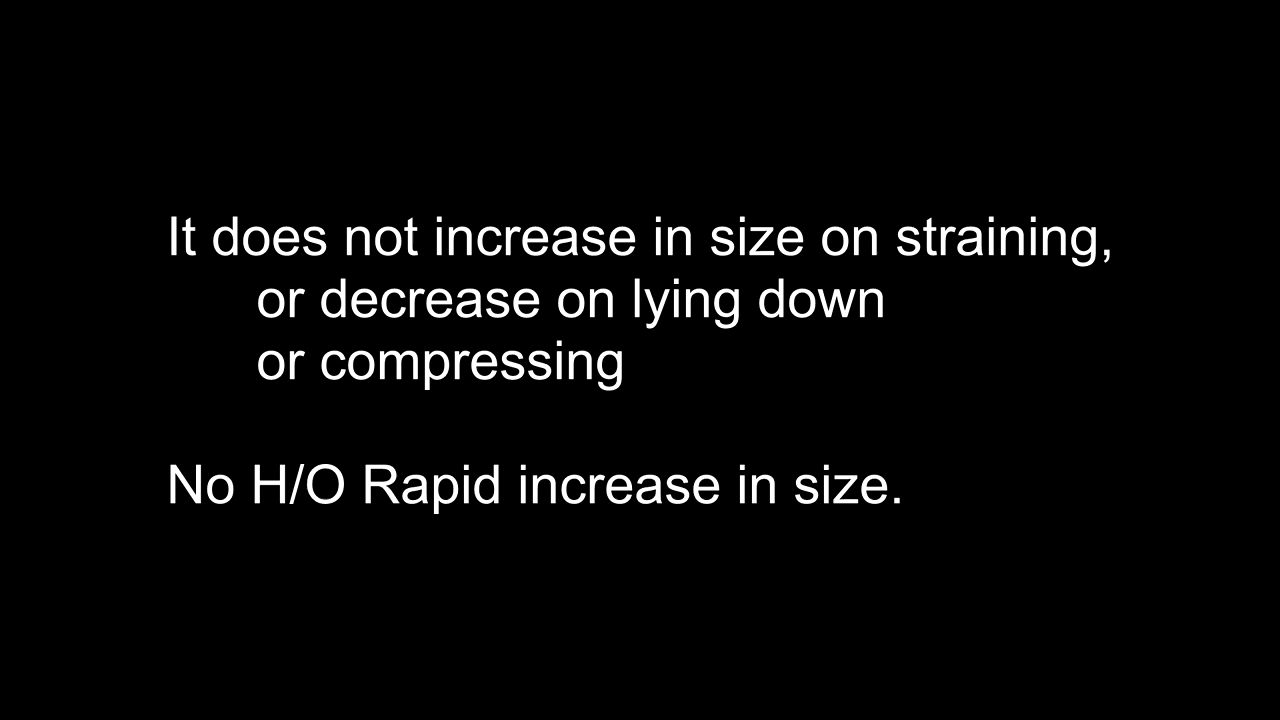 It does not increase in size on straining,
or decrease on lying down
or compressing
No H/O Rapid increase in size.